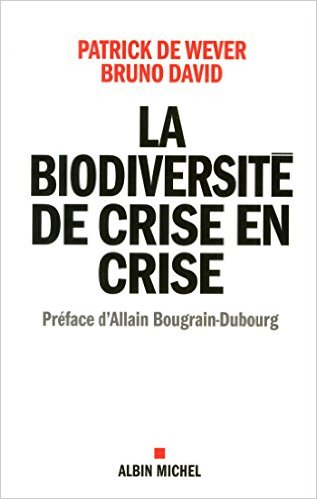 PATRICK DE WEVER
BRUNO DAVID
LA
BIODIVERSITÉ
DE CRISE EN
CRISE
Préface d'Allain Bougrain-Dubourg
ALBIN MICHEL